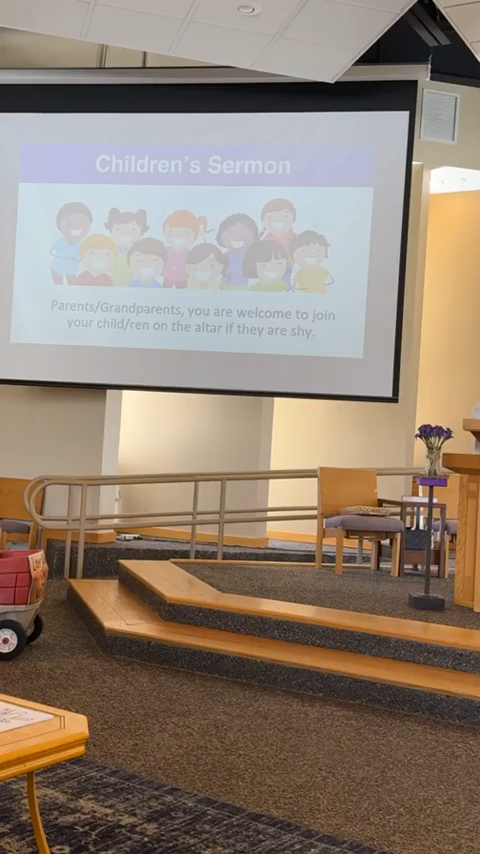 Children's Sermon
Parents/Grandparents, you are welcome to join
your child/ren on the altar if they are shy.